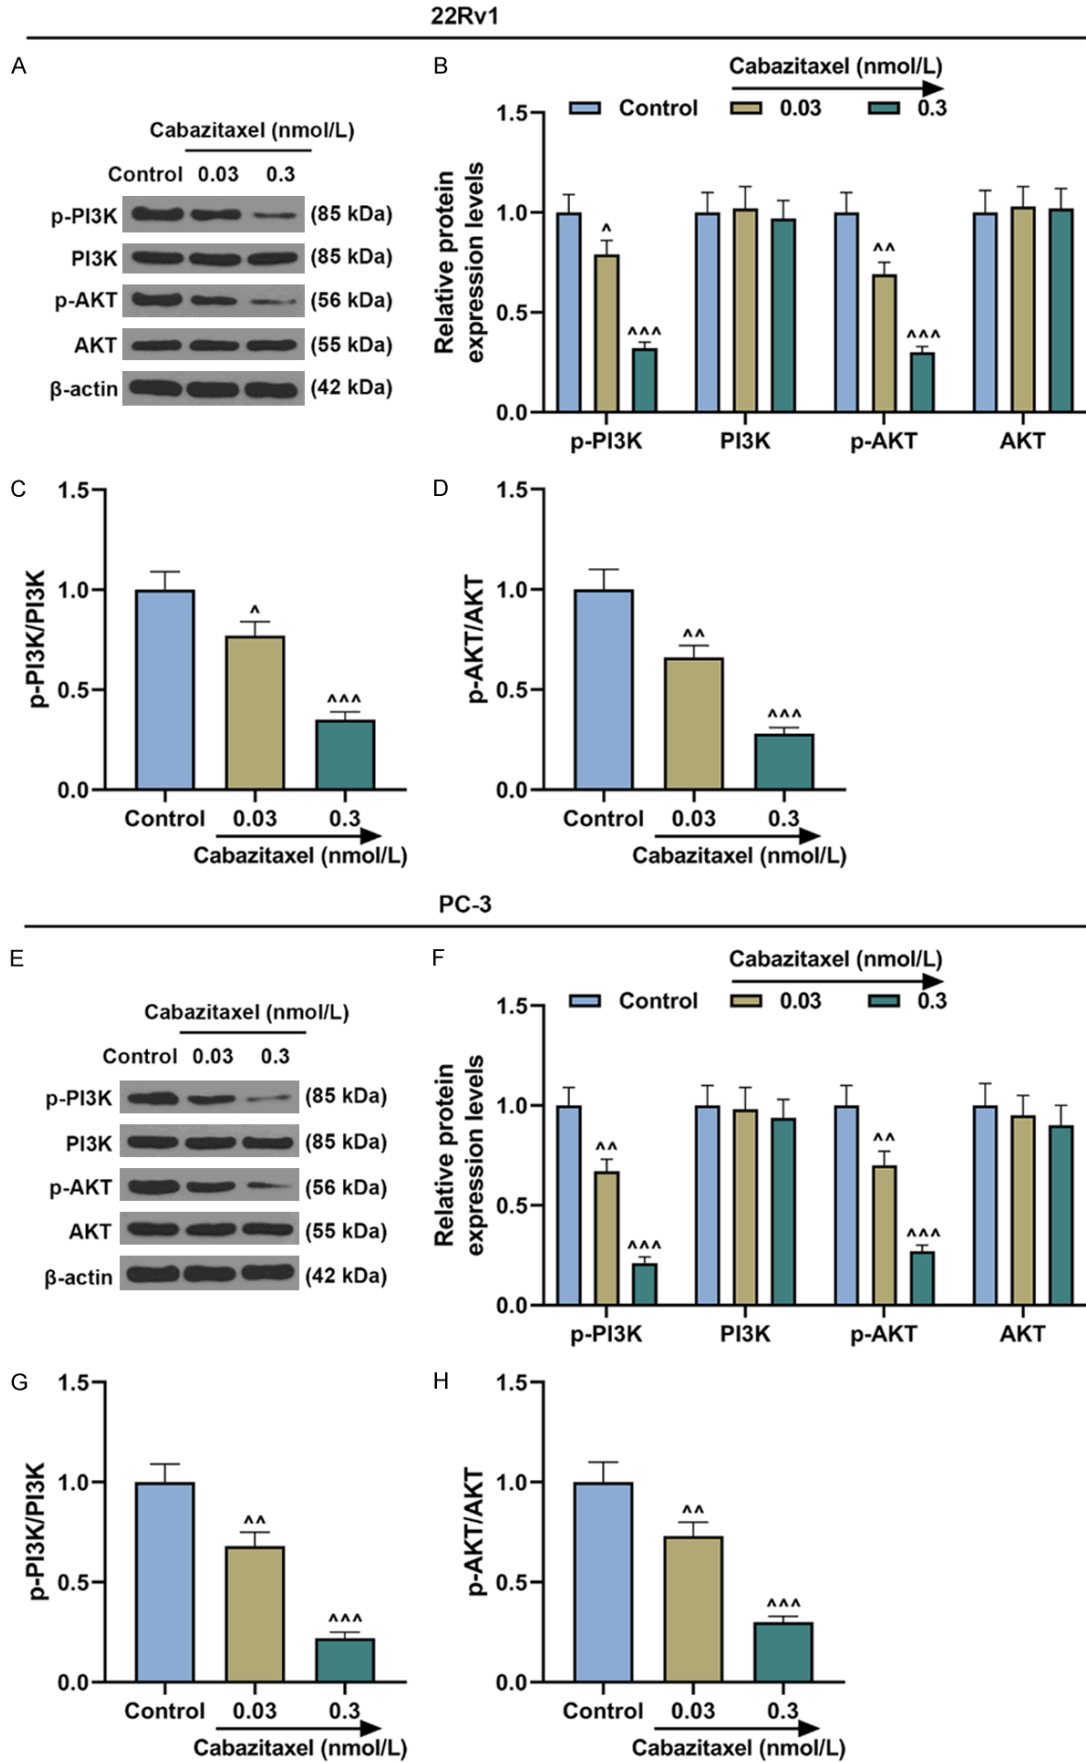 22Rv1
A
Cabazitaxel (nmol/L)
Control 0.03 0.3
p-PI3K (85 kDa)
PI3K (85 kDa)
p-AKT (56 kDa)
AKT (55 kDa)
β-actin (42 kDa)
B
Cabazitaxel (nmol/L)
Control 0.03 0.3
Relative protein
expression levels
1.5
1.0
0.5
0.0
^
^^^
^^
^^^
p-PI3K PI3K p-AKT AKT
C
p-PI3K/PI3K
1.5
1.0
0.5
0.0
^
^^^
Control 0.03 0.3
Cabazitaxel (nmol/L)
D
p-AKT/AKT
1.5
1.0
0.5
0.0
^^
^^^
Control 0.03 0.3
Cabazitaxel (nmol/L)
PC-3
E
Cabazitaxel (nmol/L)
Control 0.03 0.3
p-PI3K (85 kDa)
PI3K (85 kDa)
p-AKT (56 kDa)
AKT (55 kDa)
β-actin (42 kDa)
F
Cabazitaxel (nmol/L)
Control 0.03 0.3
Relative protein
expression levels
1.5
1.0
0.5
0.0
^^
^^^
^^
^^^
p-PI3K PI3K p-AKT AKT
G
p-PI3K/PI3K
1.5
1.0
0.5
0.0
^^
^^^
Control 0.03 0.3
Cabazitaxel (nmol/L)
H
p-AKT/AKT
1.5
1.0
0.5
0.0
^^
^^^
Control 0.03 0.3
Cabazitaxel (nmol/L)